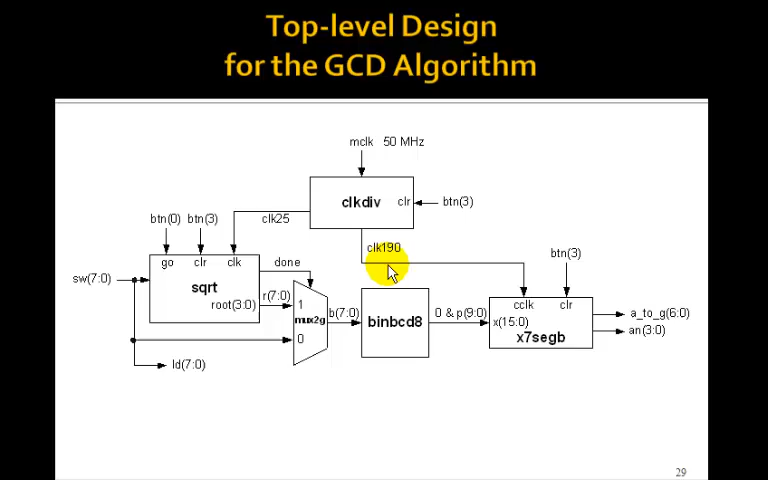 Top-level Design
for the GCD Algorithm
mclk 50 MHz
clkdiv
clr
btn(3)
btn(0)
btn(3)
clk25
clk190
btn(3)
go
clr
clk
done
sw(7:0)
sqrt
root(3:0)
r(7:0)
1
mux2g
0
b(7:0)
binbcd8
0 & p(9:0)
cclk
clr
x(15:0)
x7segb
a_to_g(6:0)
an(3:0)
ld(7:0)
29